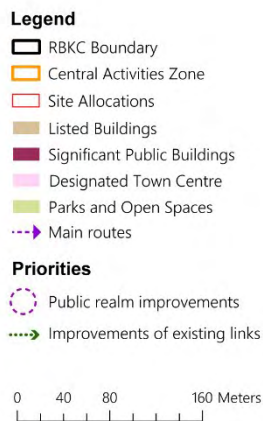 Legend
RBKC Boundary
Central Activities Zone
Site Allocations
Listed Buildings
Significant Public Buildings
Designated Town Centre
Parks and Open Spaces
Main routes
Priorities
Public realm improvements
Improvements of existing links
0 40 80 160 Meters